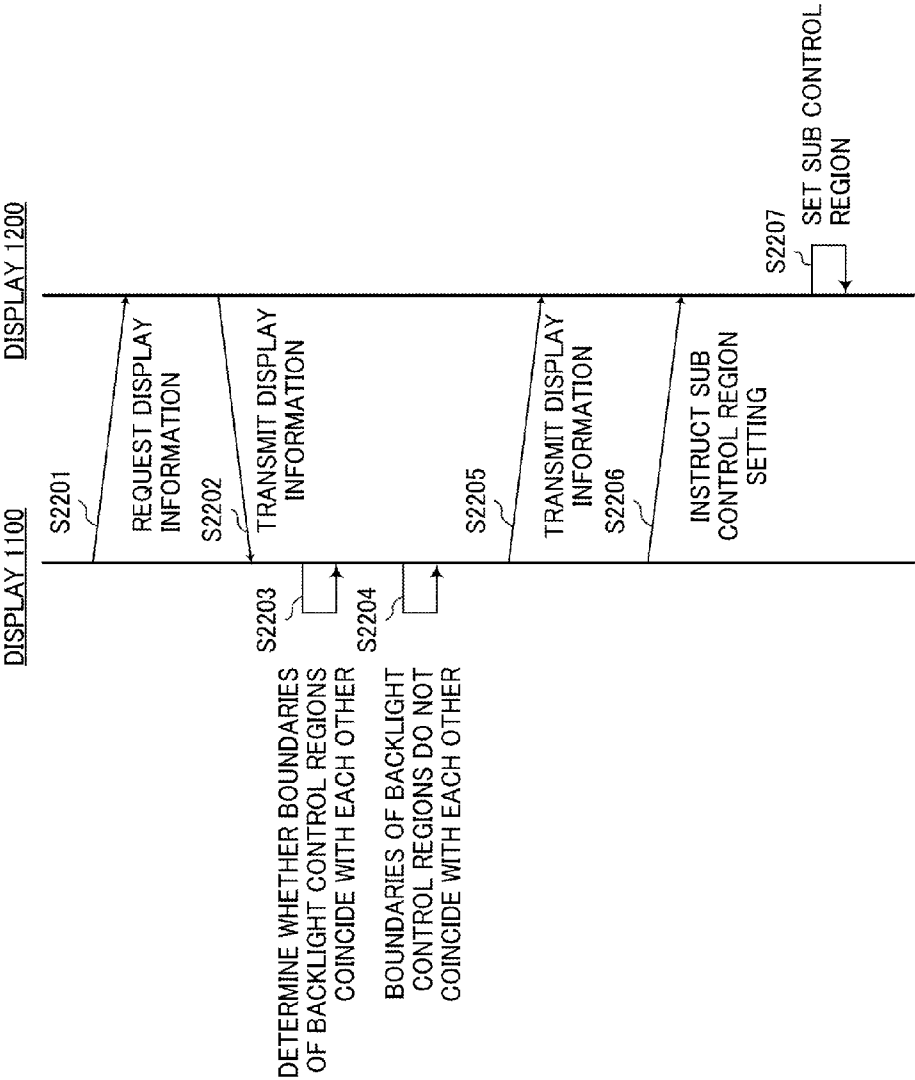 DISPLAY 1100
DISPLAY 1200
S2201
REQUEST DISPLAY
INFORMATION
S2202
TRANSMIT DISPLAY
INFORMATION
S2203
DETERMINE WHETHER BOUNDARIES
OF BACKLIGHT CONTROL REGIONS
COINCIDE WITH EACH OTHER
S2204
BOUNDARIES OF BACKLIGHT
CONTROL REGIONS DO NOT
COINCIDE WITH EACH OTHER
S2205
TRANSMIT DISPLAY
INFORMATION
S2206
INSTRUCT SUB
CONTROL REGION
SETTING
S2207
SET SUB CONTROL
REGION